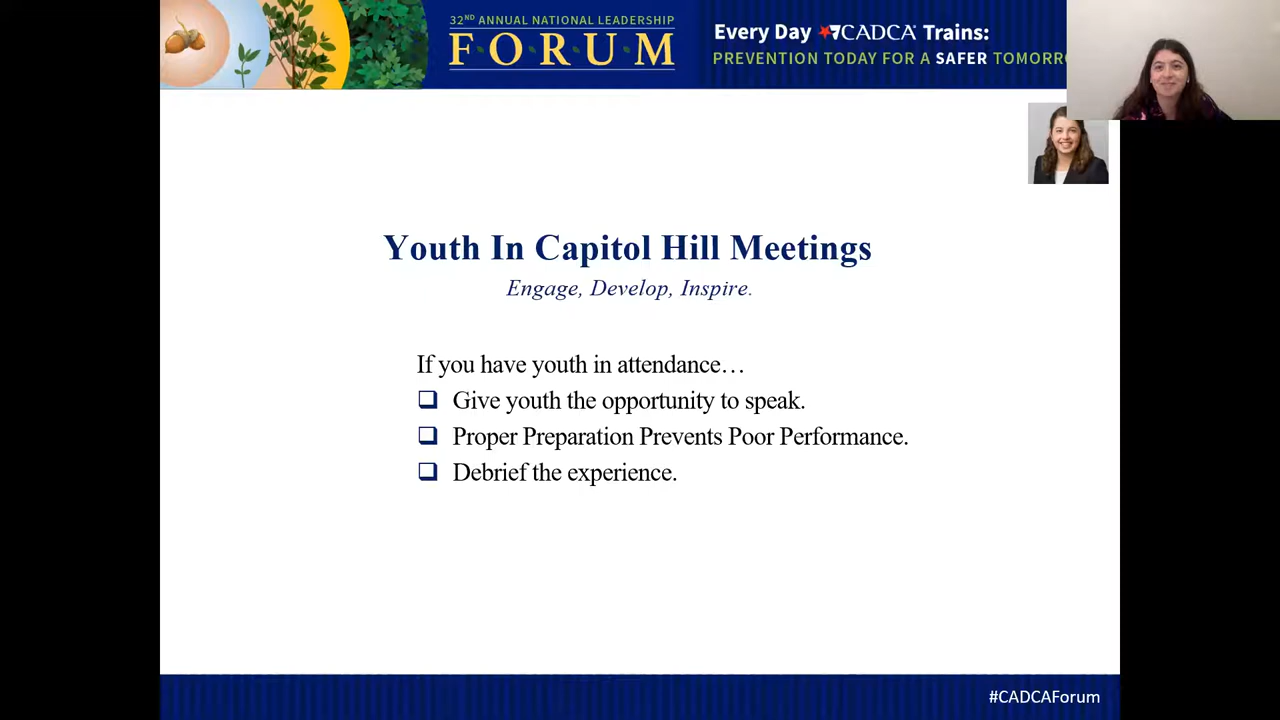 32ND ANNUAL NATIONAL LEADERSHIP
FORUM
Every Day CADCA Trains:
PREVENTION TODAY FOR A SAFER TOMORRO
Youth In Capitol Hill Meetings
Engage, Develop, Inspire.
If you have youth in attendance…
Give youth the opportunity to speak.
Proper Preparation Prevents Poor Performance.
Debrief the experience.
#CADCAForum